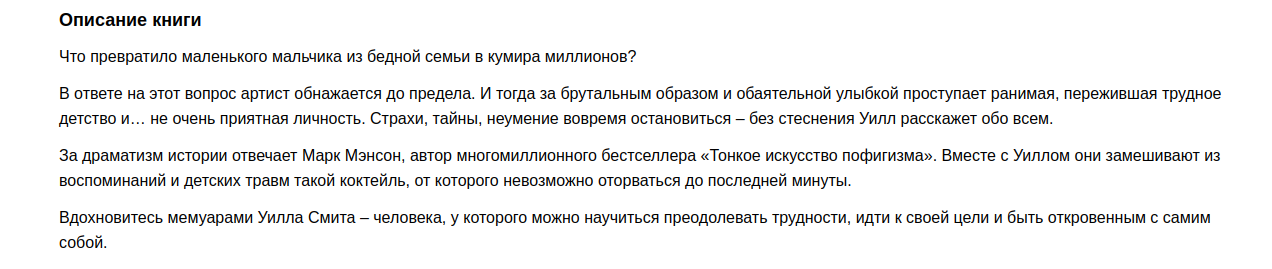 Описание книги
Что превратило маленького мальчика из бедной семьи в кумира миллионов?
В ответе на этот вопрос артист обнажается до предела. И тогда за брутальным образом и обаятельной улыбкой проступает ранимая, пережившая трудное
детство и… не очень приятная личность. Страхи, тайны, неумение вовремя остановиться – без стеснения Уилл расскажет обо всем.
За драматизм истории отвечает Марк Мэнсон, автор многомиллионного бестселлера «Тонкое искусство пофигизма». Вместе с Уиллом они замешивают из
воспоминаний и детских травм такой коктейль, от которого невозможно оторваться до последней минуты.
Вдохновитесь мемуарами Уилла Смита – человека, у которого можно научиться преодолевать трудности, идти к своей цели и быть откровенным с самим
собой.